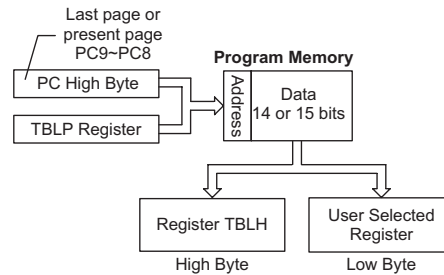 Last page or
present page
PC9~PC8
Program Memory
PC High Byte
TBLP Register
Address
Data
14 or 15 bits
Register TBLH
User Selected
Register
High Byte
Low Byte